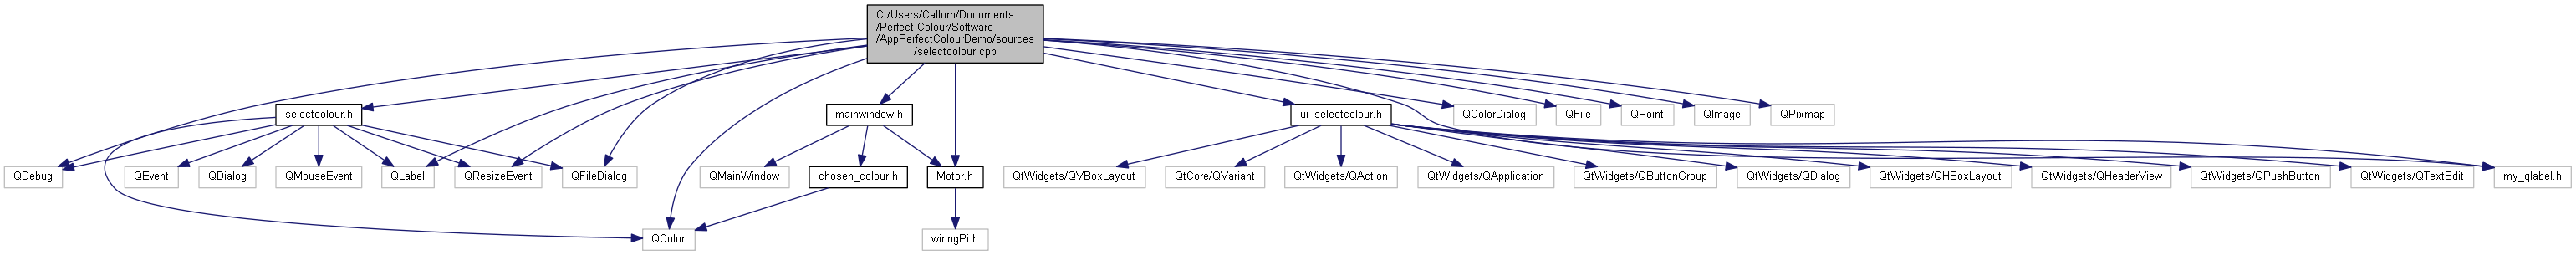 C:/Users/Callum/Documents
/Perfect-Colour/Software
/AppPerfectColourDemo/sources
/selectcolour.cpp
selectcolour.h
mainwindow.h
ui_selectcolour.h
QColorDialog
QFile
QPoint
QImage
QPixmap
QDebug
QEvent
QDialog
QMouseEvent
QLabel
QResizeEvent
QFileDialog
QMainWindow
chosen_colour.h
Motor.h
QtWidgets/QVBoxLayout
QtCore/QVariant
QtWidgets/QAction
QtWidgets/QApplication
QtWidgets/QButtonGroup
QtWidgets/QDialog
QtWidgets/QHBoxLayout
QtWidgets/QHeaderView
QtWidgets/QPushButton
QtWidgets/QTextEdit
my_qlabel.h
QColor
wiringPi.h